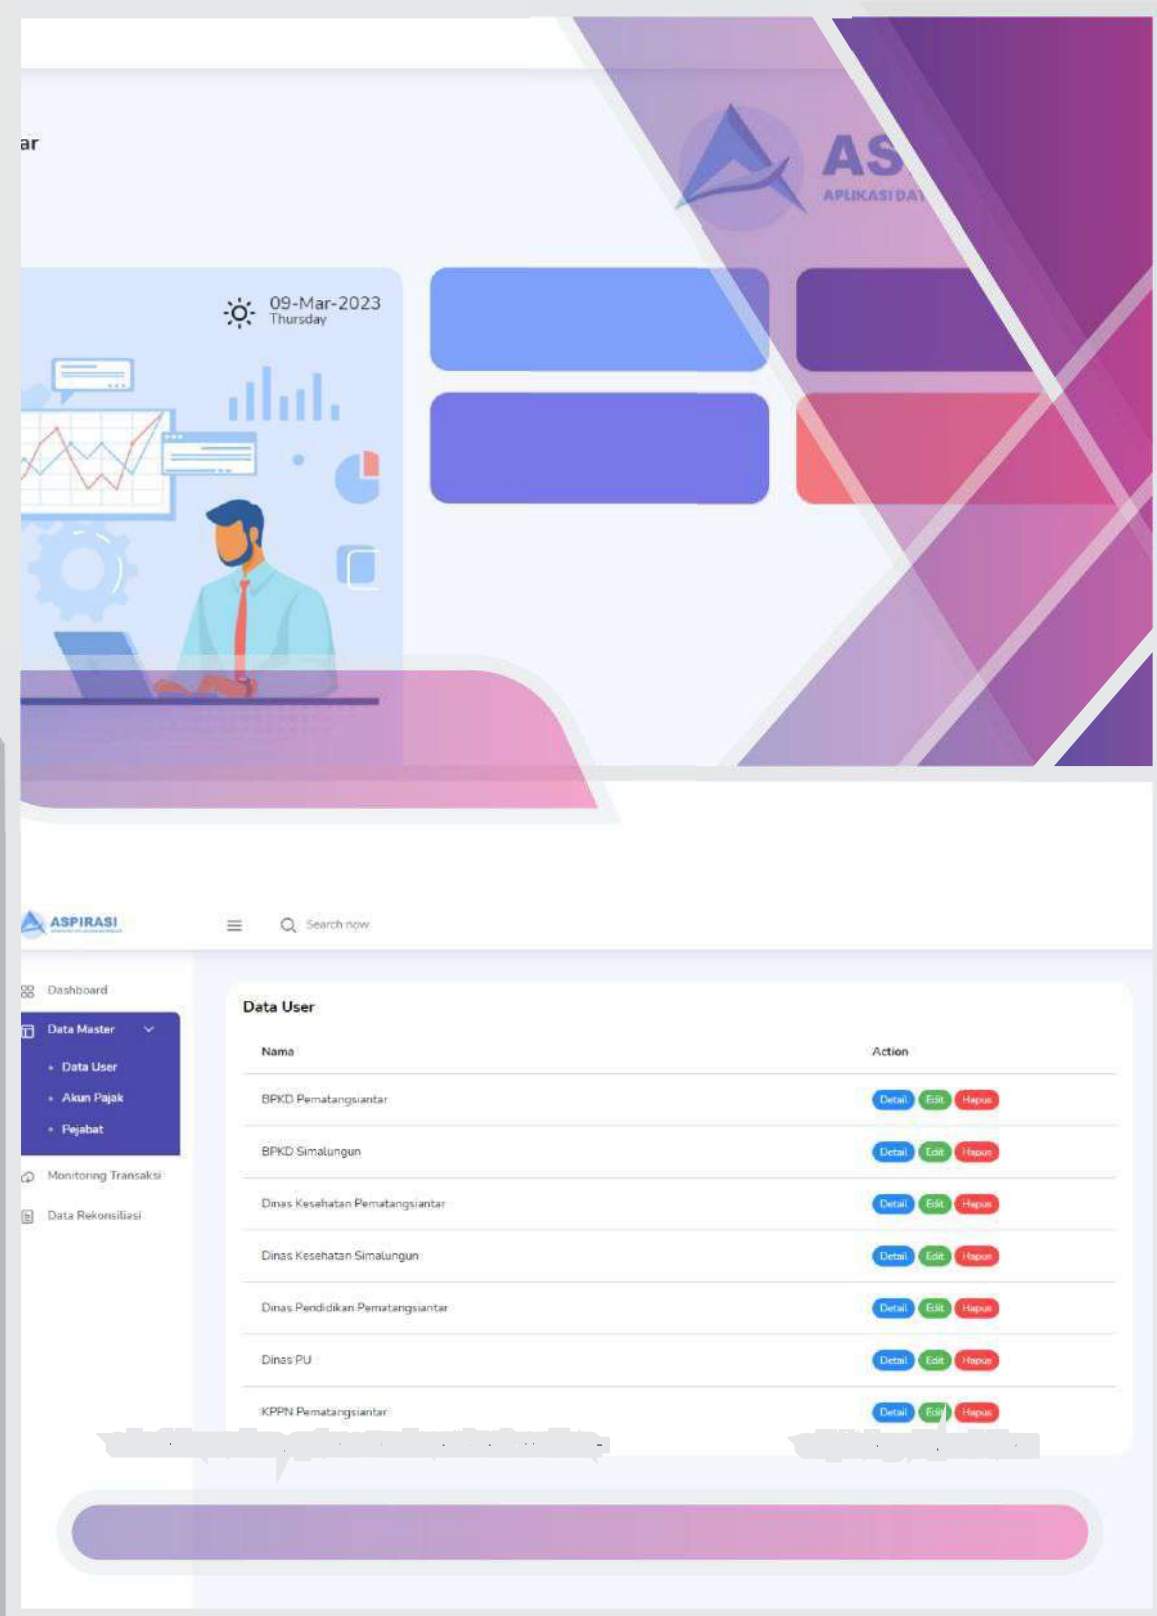 ar
AS
APLIKASI DAT
09-Mar-2023
Thursday
ASPIRASI
Search now
Dashboard
Data Master
Data User
Akun Pajak
Pejabat
Monitoring Transaksi
Data Rekonsiliasi
Data User
Nama Action
BPKD Pematangsiantar Detail Edit Hapus
BPKD Simalungun Detail Edit Hapus
Dinas Kesehatan Pematangsiantar Detail Edit Hapus
Dinas Kesehatan Simalungun Detail Edit Hapus
Dinas Pendidikan Pematangsiantar Detail Edit Hapus
Dinas PU Detail Edit Hapus
KPPN Pematangsiantar Detail Edit Hapus